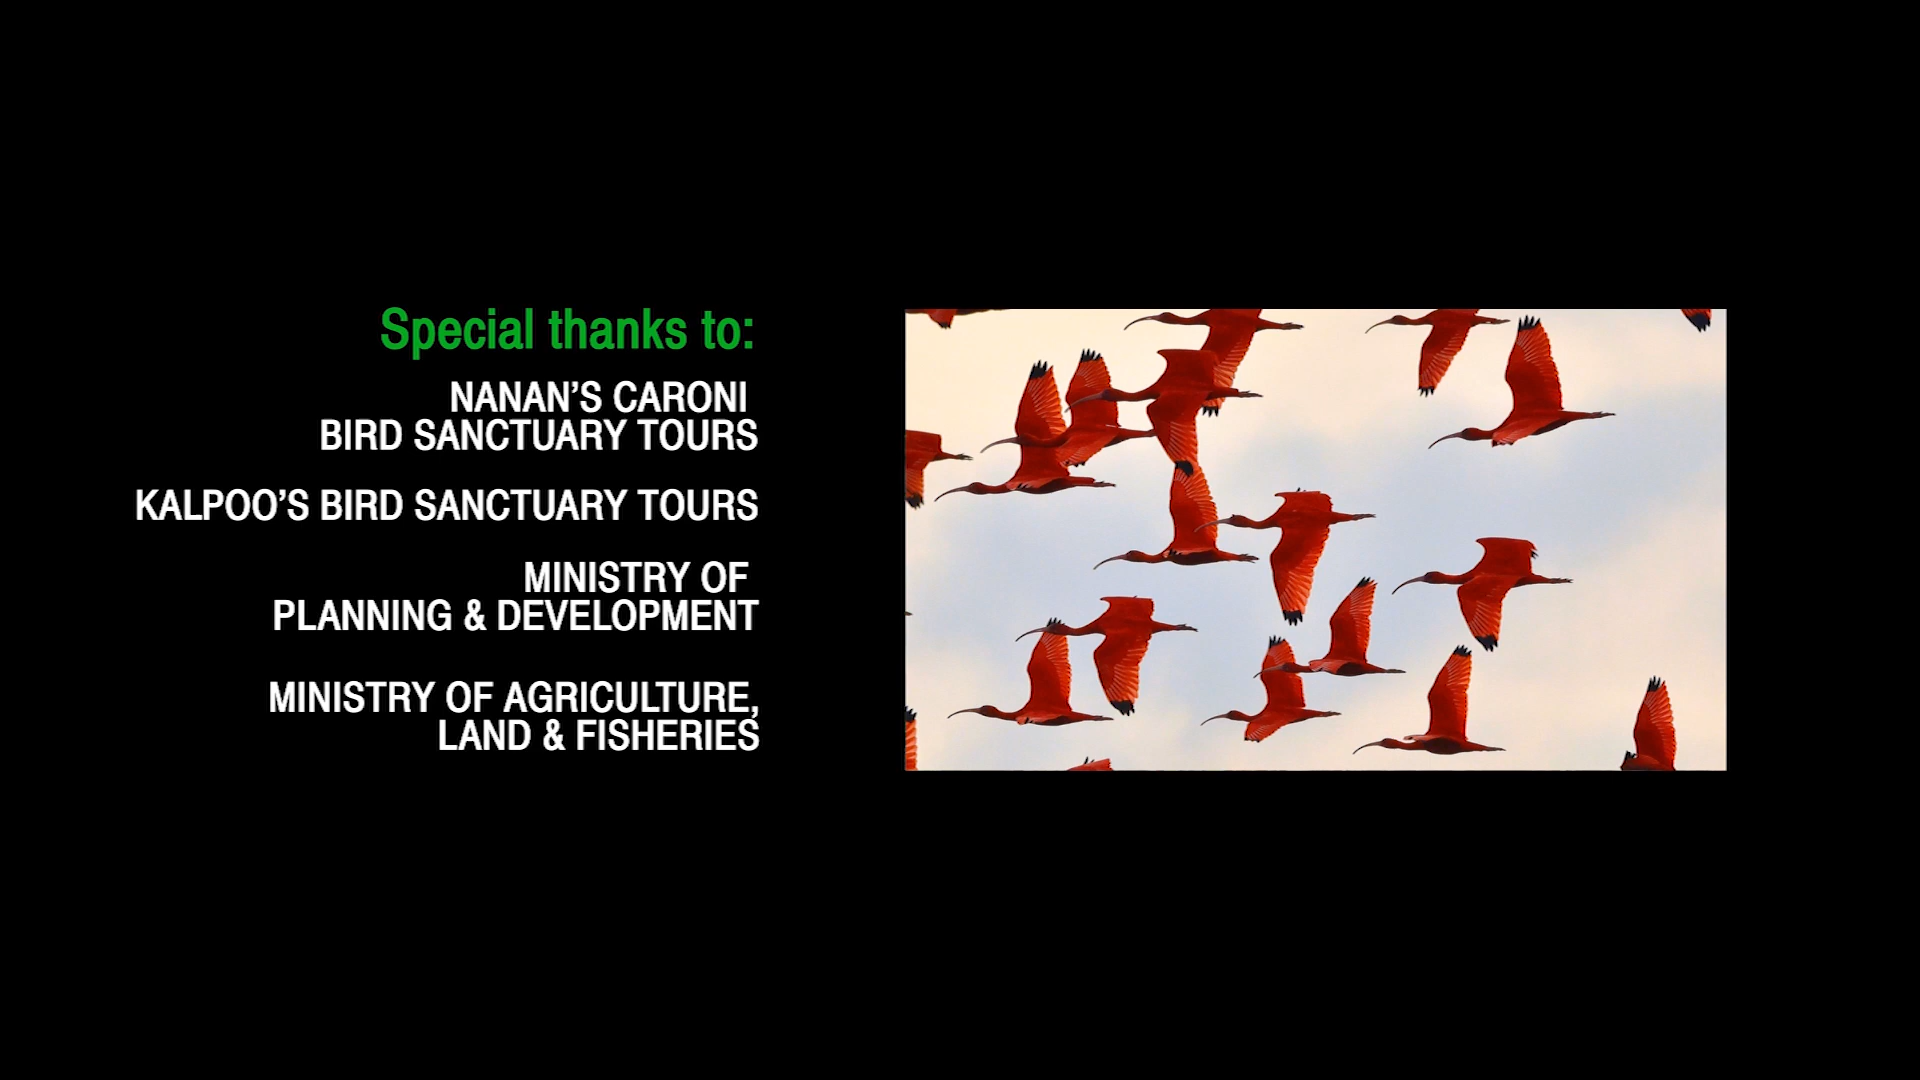 Special thanks to:
NANAN’S CARONI
BIRD SANCTUARY TOURS
KALPOO’S BIRD SANCTUARY TOURS
MINISTRY OF
PLANNING & DEVELOPMENT
MINISTRY OF AGRICULTURE,
LAND & FISHERIES